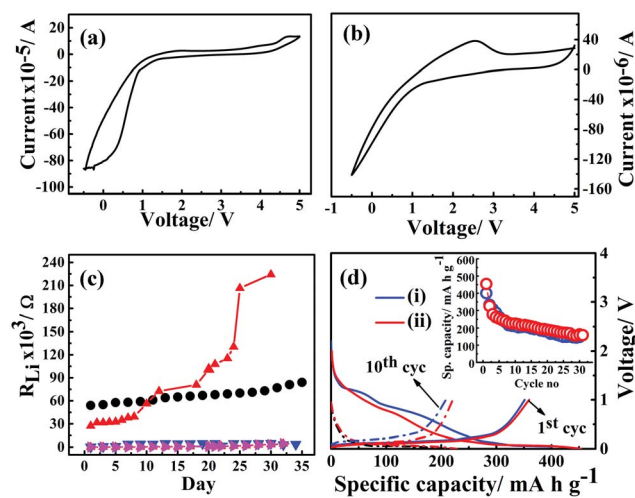 (a)
Current x10-5/ A
20
0
-20
-40
-60
-80
-100
0 1 2 3 4 5
Voltage/ V
(b)
Current x10-6/ A
80
40
0
-40
-80
-120
-160
-1 0 1 2 3 4 5
Voltage/ V
(c)
RLi x103/ Ω
240
210
180
150
120
90
60
30
0
0 5 10 15 20 25 30 35
Day
(d)
(i)
(ii)
10th cyc
1st cyc
Voltage/ V
4
3
2
1
0
0 100 200 300 400
Specific capacity/ mA h g-1
Sp. capacity/ mA h g-1
600
500
400
300
200
100
0
0 5 10 15 20 25 30
Cycle no